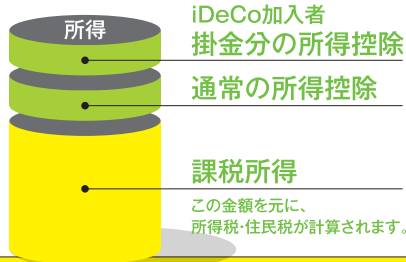 所得
iDeCo加入者
掛金分の所得控除
通常の所得控除
課税所得
この金額を元に、
所得税・住民税が計算されます。